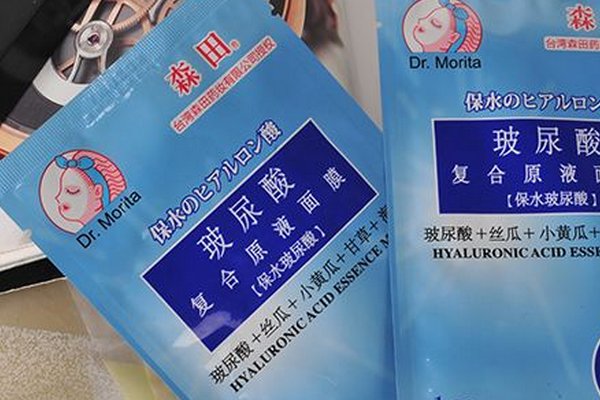 森田®
台湾森田药妆有限公司授权
Dr. Morita
保水のヒアルロン酸
玻尿酸
复合原液面膜
【保水玻尿酸】
玻尿酸+丝瓜+小黄瓜+甘草+海
HYALURONIC ACID ESSENCE M
森
台湾森田药
Dr. Morita
保水のヒアルロン
玻尿酸
复合原液面
【保水玻尿酸】
玻尿酸+丝瓜+小黄瓜+
HYALURONIC ACID ESSE